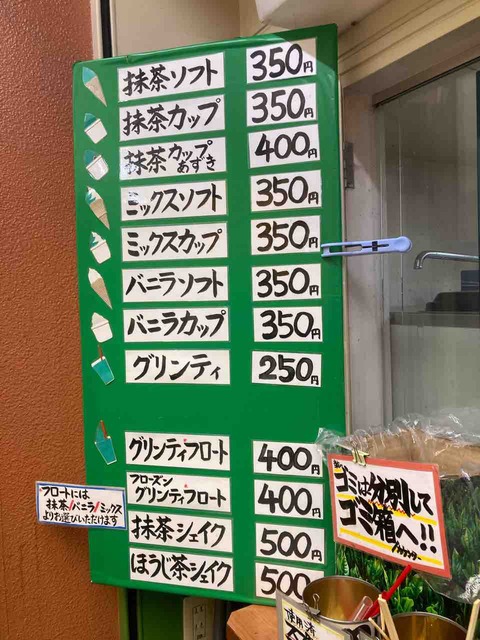 抹茶ソフト 350円
抹茶カップ 350円
抹茶カップ
あずき 400円
ミックスソフト 350円
ミックスカップ 350円
バニラソフト 350円
バニラカップ 350円
グリンティ 250円
グリンティフロート 400円
フローズン
グリンティフロート 400円
抹茶シェイク 500円
ほうじ茶シェイク 500
フロートには
抹茶/バニラ/ミックス
よりお選びいただけます
ゴミは分別して
ゴミ箱へ!!
使用済